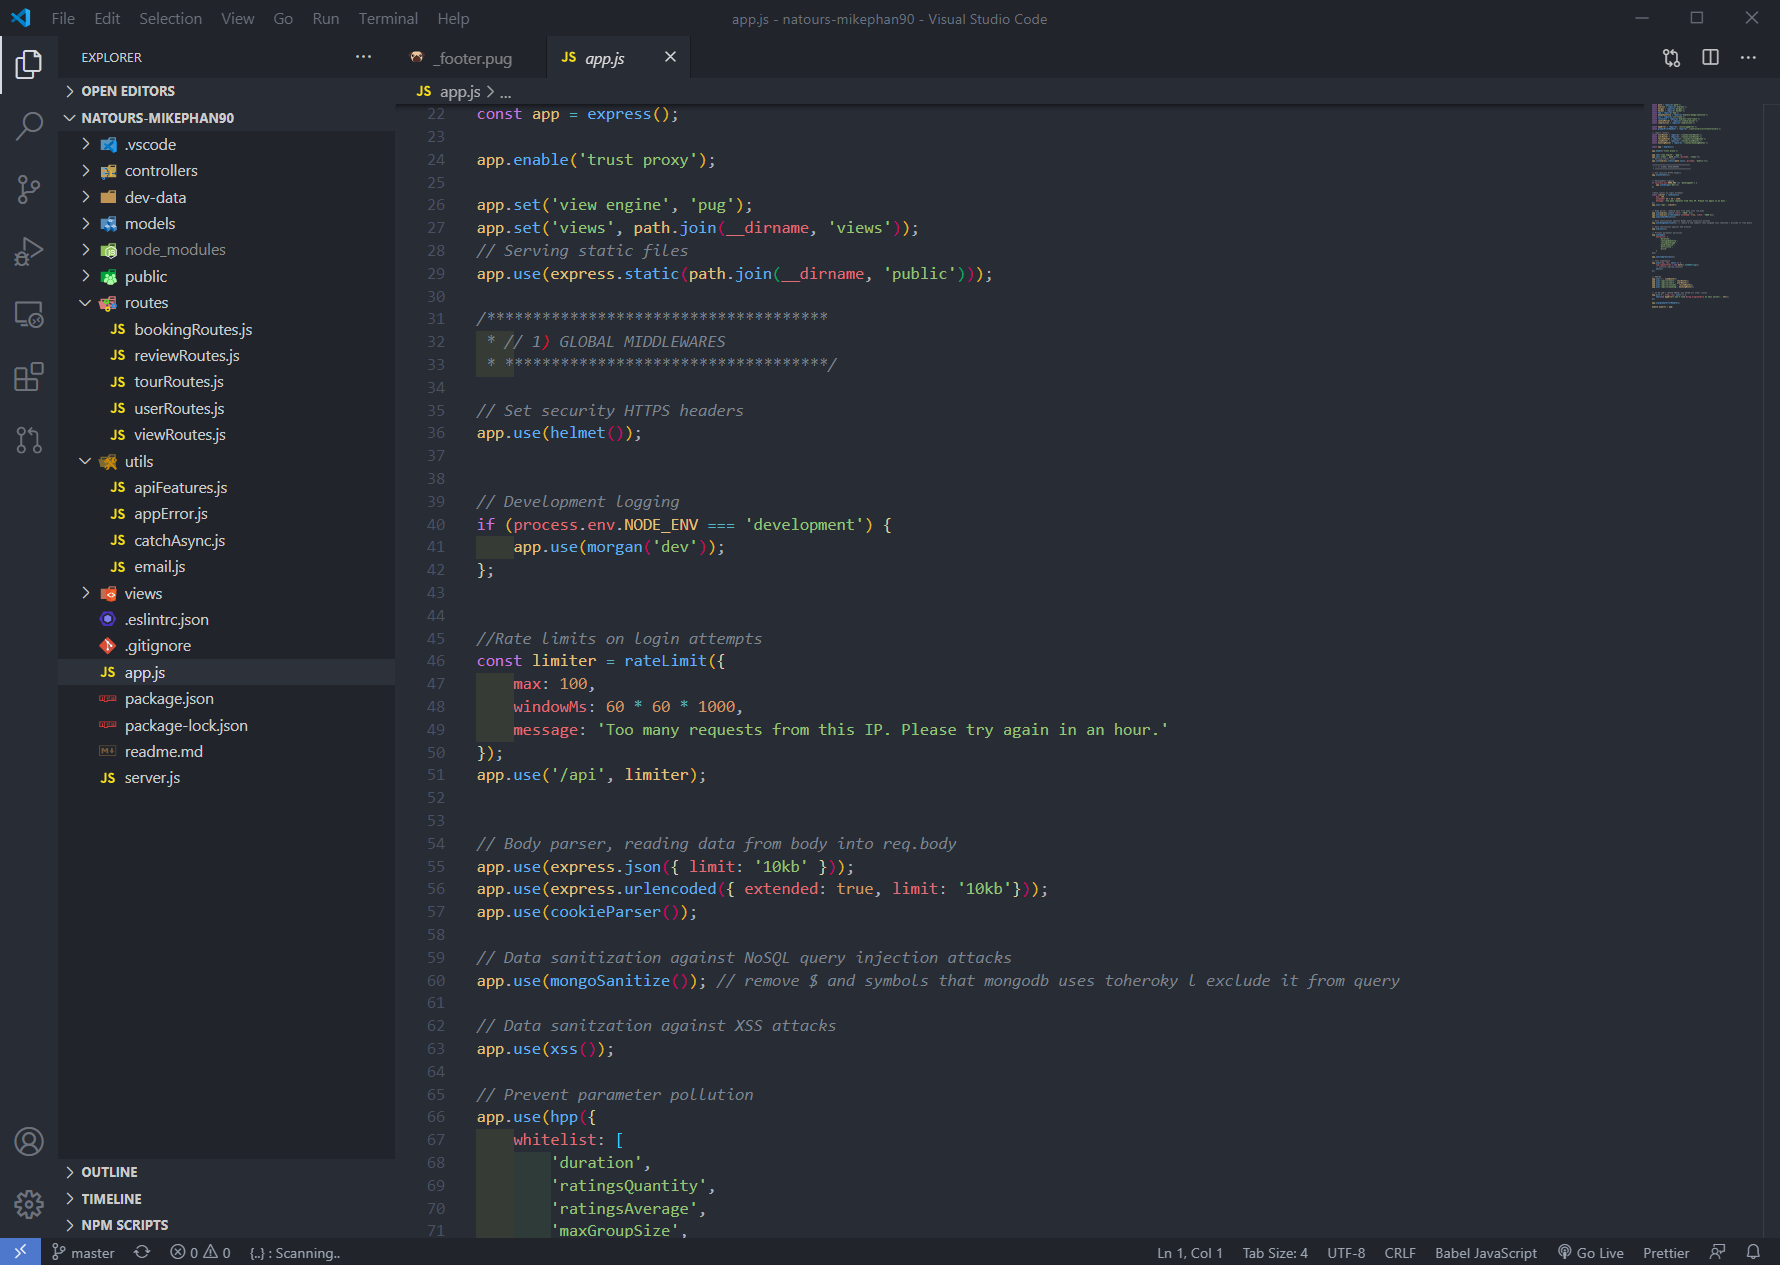 File Edit Selection View Go Run Terminal Help
app.js - natours-mikephan90 - Visual Studio Code
EXPLORER
OPEN EDITORS
NATOURS-MIKEPHAN90
.vscode
controllers
dev-data
models
node_modules
public
routes
JS bookingRoutes.js
JS reviewRoutes.js
JS tourRoutes.js
JS userRoutes.js
JS viewRoutes.js
utils
JS apiFeatures.js
JS appError.js
JS catchAsync.js
JS email.js
views
.eslintrc.json
.gitignore
JS app.js
package.json
package-lock.json
readme.md
JS server.js
OUTLINE
TIMELINE
NPM SCRIPTS
_footer.pug
JS app.js
JS app.js > ...
22 const app = express();
23
24 app.enable('trust proxy');
25
26 app.set('view engine', 'pug');
27 app.set('views', path.join(__dirname, 'views'));
28 // Serving static files
29 app.use(express.static(path.join(__dirname, 'public')));
30
31 /*************************************
32  * // 1) GLOBAL MIDDLEWARES
33  * ***********************************/
34
35 // Set security HTTPS headers
36 app.use(helmet());
37
38
39 // Development logging
40 if (process.env.NODE_ENV === 'development') {
41     app.use(morgan('dev'));
42 };
43
44
45 //Rate limits on login attempts
46 const limiter = rateLimit({
47     max: 100,
48     windowMs: 60 * 60 * 1000,
49     message: 'Too many requests from this IP. Please try again in an hour.'
50 });
51 app.use('/api', limiter);
52
53
54 // Body parser, reading data from body into req.body
55 app.use(express.json({ limit: '10kb' }));
56 app.use(express.urlencoded({ extended: true, limit: '10kb'}));
57 app.use(cookieParser());
58
59 // Data sanitization against NoSQL query injection attacks
60 app.use(mongoSanitize()); // remove $ and symbols that mongodb uses toheroky l exclude it from query
61
62 // Data sanitzation against XSS attacks
63 app.use(xss());
64
65 // Prevent parameter pollution
66 app.use(hpp({
67     whitelist: [
68         'duration',
69         'ratingsQuantity',
70         'ratingsAverage',
71         'maxGroupSize',
master 0 0 {..} : Scanning..
Ln 1, Col 1 Tab Size: 4 UTF-8 CRLF Babel JavaScript Go Live Prettier